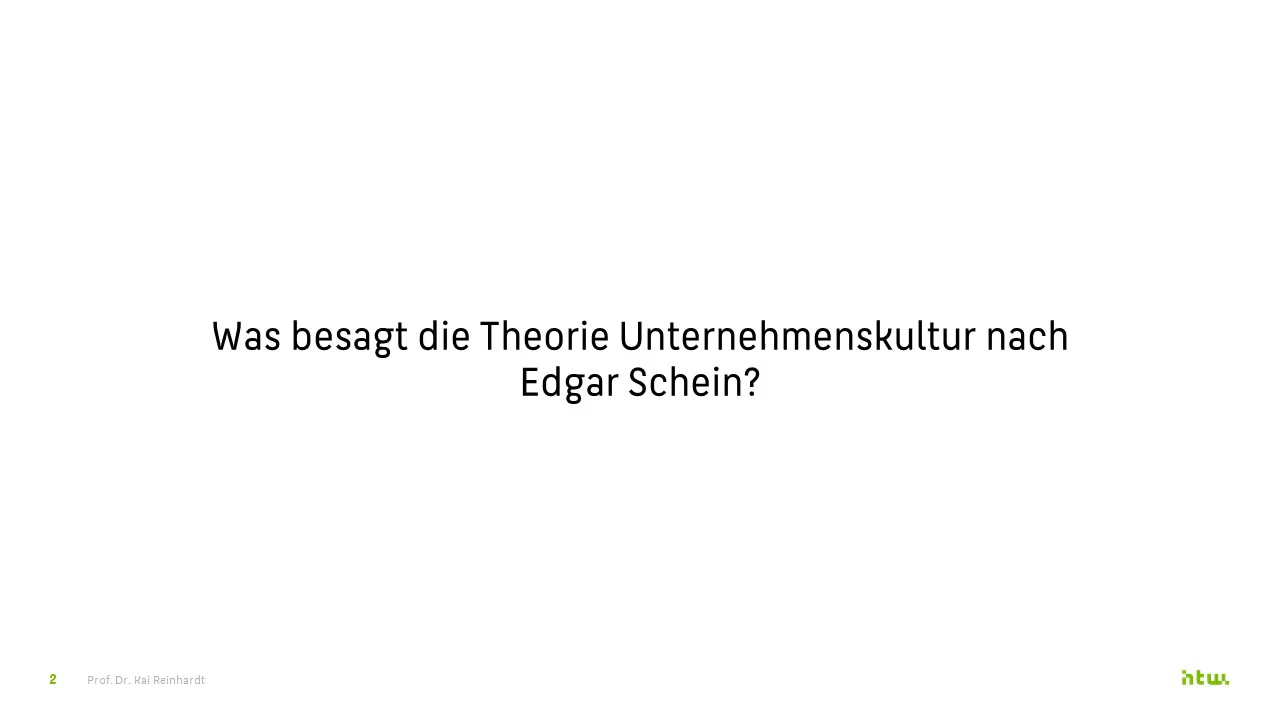 Was besagt die Theorie Unternehmenskultur nach
Edgar Schein?
2 Prof. Dr. Kai Reinhardt
htw.